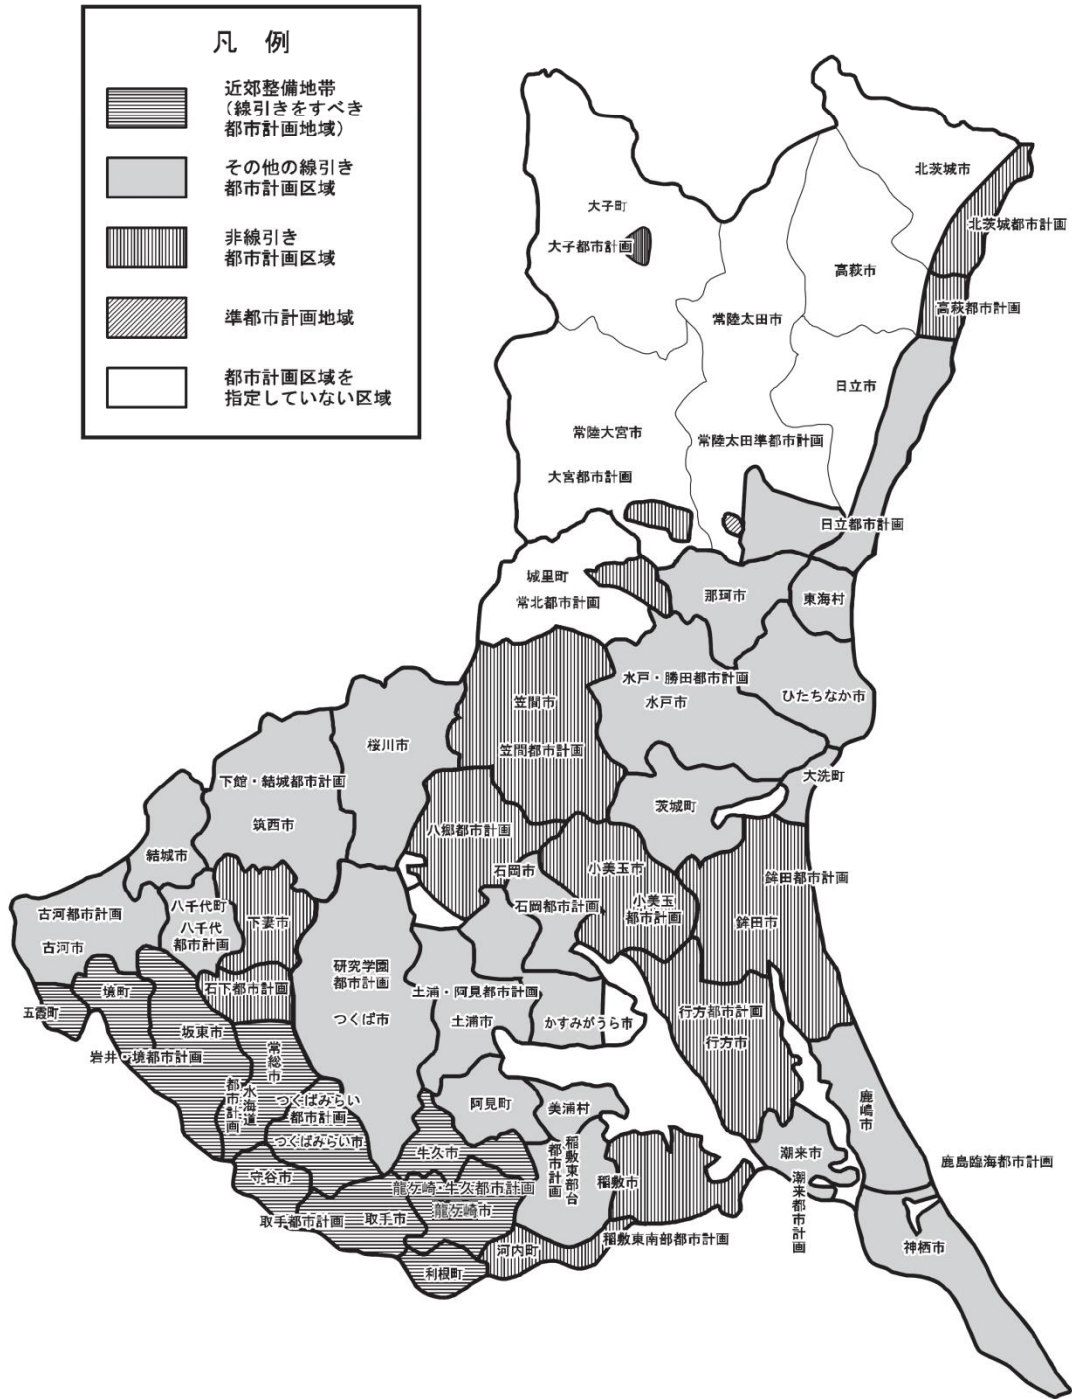 凡 例
近郊整備地帯
(線引きをすべき
都市計画地域)
その他の線引き
都市計画区域
非線引き
都市計画区域
準都市計画地域
都市計画区域を
指定していない区域
北茨城市
大子町
北茨城都市計画
大子都市計画
高萩市
高萩都市計画
常陸太田市
日立市
常陸大宮市
常陸太田準都市計画
大宮都市計画
日立都市計画
城里町
常北都市計画
那珂市
東海村
水戸・勝田都市計画
水戸市
ひたちなか市
笠間市
笠間都市計画
桜川市
大洗町
下館・結城都市計画
筑西市
茨城町
八郷都市計画
結城市
石岡市
石岡都市計画
小美玉市
小美玉
都市計画
鉾田都市計画
鉾田市
八千代町
八千代
都市計画
下妻市
古河都市計画
古河市
研究学園
都市計画
つくば市
石下都市計画
境町
五霞町
坂東市
岩井・境都市計画
土浦・阿見都市計画
土浦市
かすみがうら市
行方都市計画
行方市
常総市
水海道
都市計画
つくばみらい
都市計画
つくばみらい市
阿見町
美浦村
稲敷東部台
都市計画
鹿嶋市
牛久市
潮来市
潮来都市計画
鹿島臨海都市計画
守谷市
龍ケ崎・牛久都市計画
龍ケ崎市
稲敷市
取手都市計画
取手市
河内町
稲敷東南部都市計画
利根町
神栖市